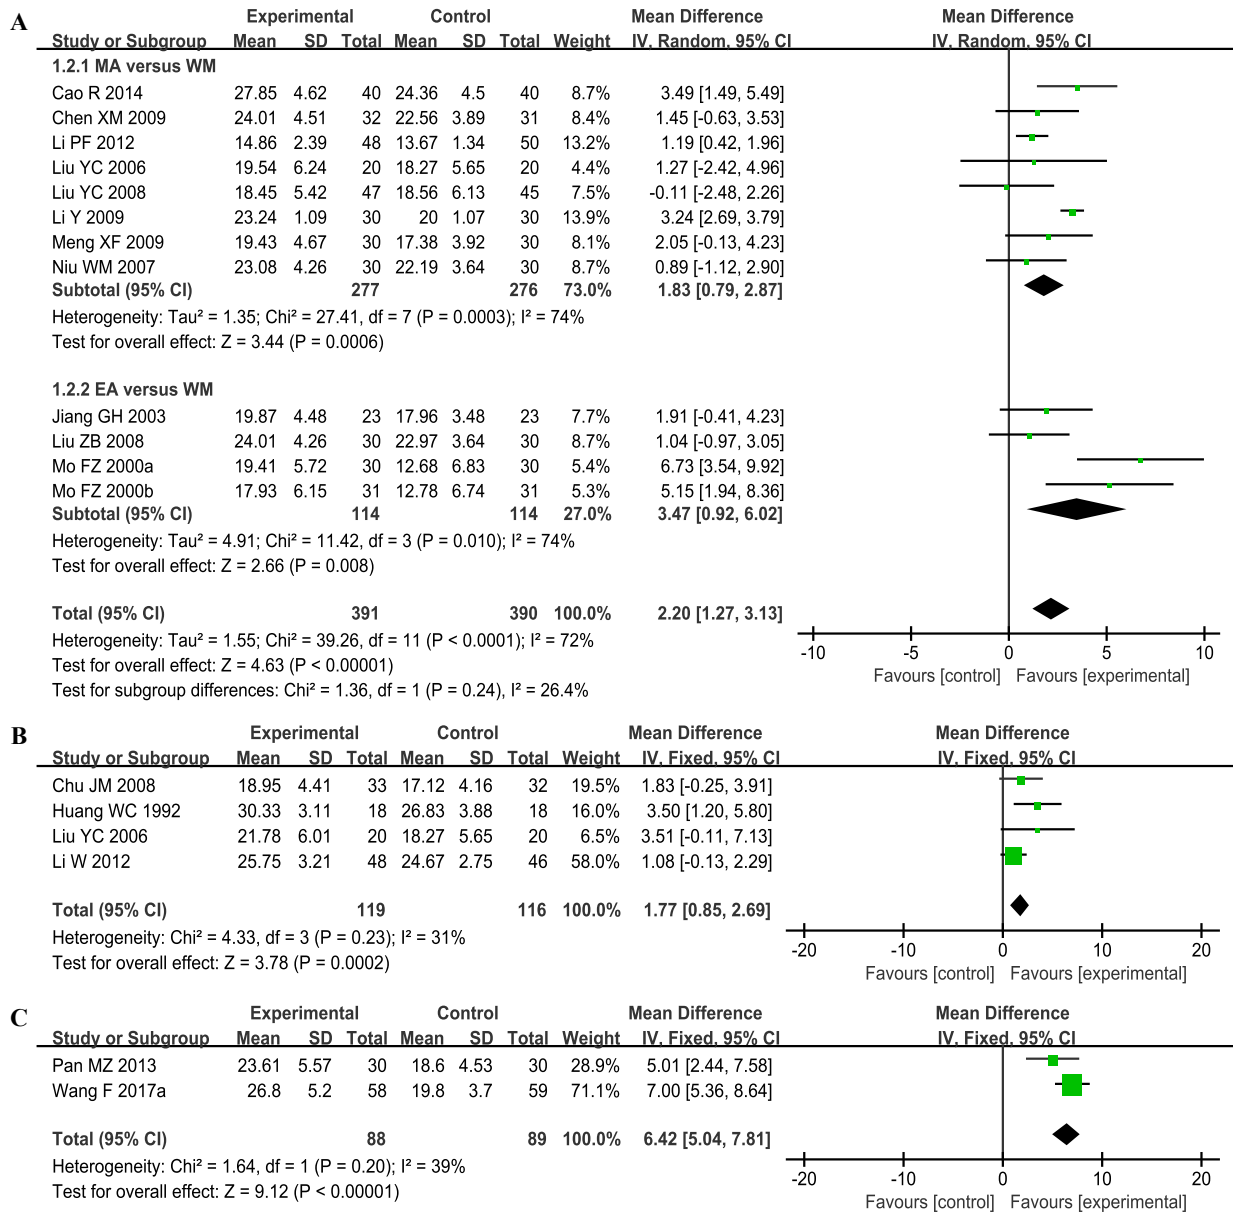 A
Experimental Control Mean Difference Mean Difference
Study or Subgroup Mean SD Total Mean SD Total Weight IV, Random, 95% CI IV, Random, 95% CI
1.2.1 MA versus WM
Cao R 2014 27.85 4.62 40 24.36 4.5 40 8.7% 3.49 [1.49, 5.49]
Chen XM 2009 24.01 4.51 32 22.56 3.89 31 8.4% 1.45 [-0.63, 3.53]
Li PF 2012 14.86 2.39 48 13.67 1.34 50 13.2% 1.19 [0.42, 1.96]
Liu YC 2006 19.54 6.24 20 18.27 5.65 20 4.4% 1.27 [-2.42, 4.96]
Liu YC 2008 18.45 5.42 47 18.56 6.13 45 7.5% -0.11 [-2.48, 2.26]
Li Y 2009 23.24 1.09 30 20 1.07 30 13.9% 3.24 [2.69, 3.79]
Meng XF 2009 19.43 4.67 30 17.38 3.92 30 8.1% 2.05 [-0.13, 4.23]
Niu WM 2007 23.08 4.26 30 22.19 3.64 30 8.7% 0.89 [-1.12, 2.90]
Subtotal (95% CI) 277 276 73.0% 1.83 [0.79, 2.87]
Heterogeneity: Tau² = 1.35; Chi² = 27.41, df = 7 (P = 0.0003); I² = 74%
Test for overall effect: Z = 3.44 (P = 0.0006)
1.2.2 EA versus WM
Jiang GH 2003 19.87 4.48 23 17.96 3.48 23 7.7% 1.91 [-0.41, 4.23]
Liu ZB 2008 24.01 4.26 30 22.97 3.64 30 8.7% 1.04 [-0.97, 3.05]
Mo FZ 2000a 19.41 5.72 30 12.68 6.83 30 5.4% 6.73 [3.54, 9.92]
Mo FZ 2000b 17.93 6.15 31 12.78 6.74 31 5.3% 5.15 [1.94, 8.36]
Subtotal (95% CI) 114 114 27.0% 3.47 [0.92, 6.02]
Heterogeneity: Tau² = 4.91; Chi² = 11.42, df = 3 (P = 0.010); I² = 74%
Test for overall effect: Z = 2.66 (P = 0.008)
Total (95% CI) 391 390 100.0% 2.20 [1.27, 3.13]
Heterogeneity: Tau² = 1.55; Chi² = 39.26, df = 11 (P < 0.0001); I² = 72%
Test for overall effect: Z = 4.63 (P < 0.00001)
Test for subgroup differences: Chi² = 1.36, df = 1 (P = 0.24), I² = 26.4%
-10 -5 0 5 10
Favours [control] Favours [experimental]
B
Experimental Control Mean Difference Mean Difference
Study or Subgroup Mean SD Total Mean SD Total Weight IV, Fixed, 95% CI IV, Fixed, 95% CI
Chu JM 2008 18.95 4.41 33 17.12 4.16 32 19.5% 1.83 [-0.25, 3.91]
Huang WC 1992 30.33 3.11 18 26.83 3.88 18 16.0% 3.50 [1.20, 5.80]
Liu YC 2006 21.78 6.01 20 18.27 5.65 20 6.5% 3.51 [-0.11, 7.13]
Li W 2012 25.75 3.21 48 24.67 2.75 46 58.0% 1.08 [-0.13, 2.29]
Total (95% CI) 119 116 100.0% 1.77 [0.85, 2.69]
Heterogeneity: Chi² = 4.33, df = 3 (P = 0.23); I² = 31%
Test for overall effect: Z = 3.78 (P = 0.0002)
-20 -10 0 10 20
Favours [control] Favours [experimental]
C
Experimental Control Mean Difference Mean Difference
Study or Subgroup Mean SD Total Mean SD Total Weight IV, Fixed, 95% CI IV, Fixed, 95% CI
Pan MZ 2013 23.61 5.57 30 18.6 4.53 30 28.9% 5.01 [2.44, 7.58]
Wang F 2017a 26.8 5.2 58 19.8 3.7 59 71.1% 7.00 [5.36, 8.64]
Total (95% CI) 88 89 100.0% 6.42 [5.04, 7.81]
Heterogeneity: Chi² = 1.64, df = 1 (P = 0.20); I² = 39%
Test for overall effect: Z = 9.12 (P < 0.00001)
-20 -10 0 10 20
Favours [control] Favours [experimental]